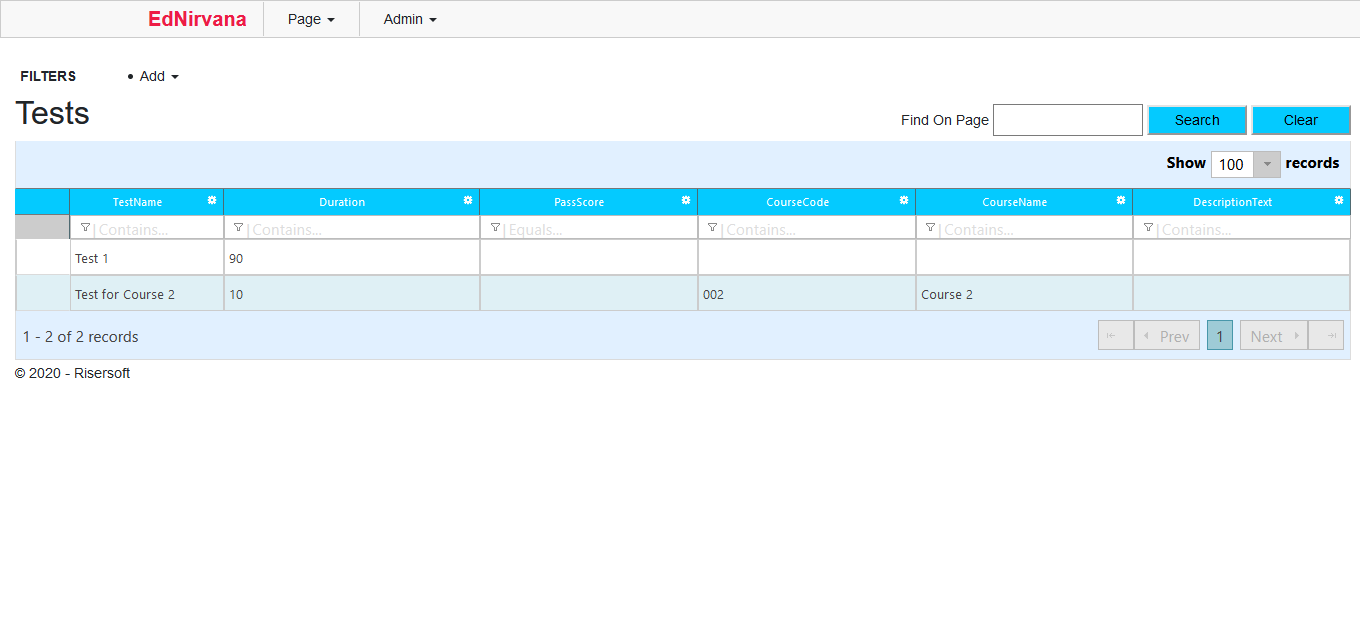 EdNirvana Page Admin
FILTERS • Add
Tests
Find On Page Search Clear
Show 100 records
TestName Duration PassScore CourseCode CourseName DescriptionText
Contains... Contains... Equals... Contains... Contains... Contains...
Test 1 90
Test for Course 2 10 002 Course 2
1 - 2 of 2 records Prev 1 Next
© 2020 - Risersoft